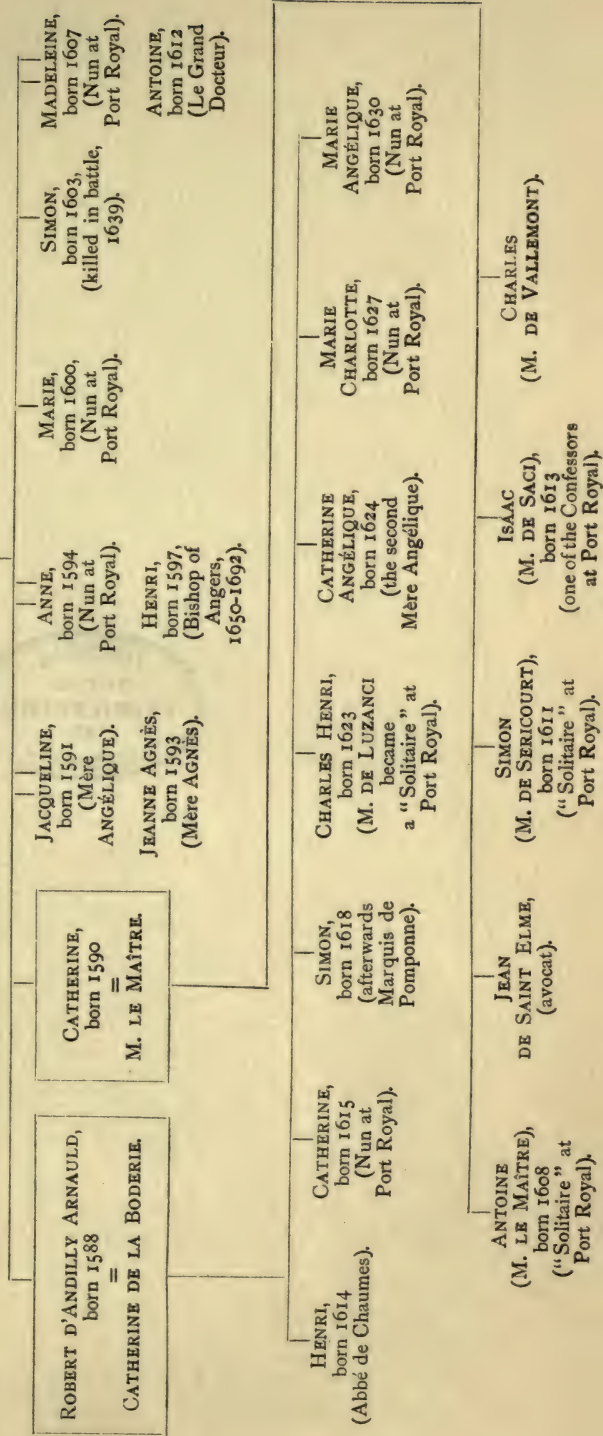 ROBERT D'ANDILLY ARNAULD,
born 1588
=
CATHERINE DE LA BODERIE.
CATHERINE,
born 1590
=
M. LE MAÎTRE.
JACQUELINE,
born 1591
(Mère
ANGÉLIQUE).
JEANNE AGNÈS,
born 1593
(Mère AGNÈS).
ANNE,
born 1594
(Nun at
Port Royal).
HENRI,
born 1597,
(Bishop of
Angers,
1650-1692).
MARIE,
born 1600,
(Nun at
Port Royal).
SIMON,
born 1603,
(killed in battle,
1639).
MADELEINE,
born 1607
(Nun at
Port Royal).
ANTOINE,
born 1612
(Le Grand
Docteur).
HENRI,
born 1614
(Abbé de Chaumes).
CATHERINE,
born 1615
(Nun at
Port Royal).
SIMON,
born 1618
(afterwards
Marquis de
Pomponne).
CHARLES HENRI,
born 1623
(M. DE LUZANCI
became
a “Solitaire” at
Port Royal).
CATHERINE
ANGÉLIQUE,
born 1624
(the second
Mère Angélique).
MARIE
CHARLOTTE,
born 1627
(Nun at
Port Royal).
MARIE
ANGÉLIQUE,
born 1630
(Nun at
Port Royal).
ANTOINE
(M. LE MAÎTRE),
born 1608
(“Solitaire” at
Port Royal).
JEAN
DE SAINT ELME,
(avocat).
SIMON
(M. DE SERICOURT),
born 1611
(“Solitaire” at
Port Royal).
ISAAC
(M. DE SACI),
born 1613
(one of the Confessors
at Port Royal).
CHARLES
(M. DE VALLEMONT).